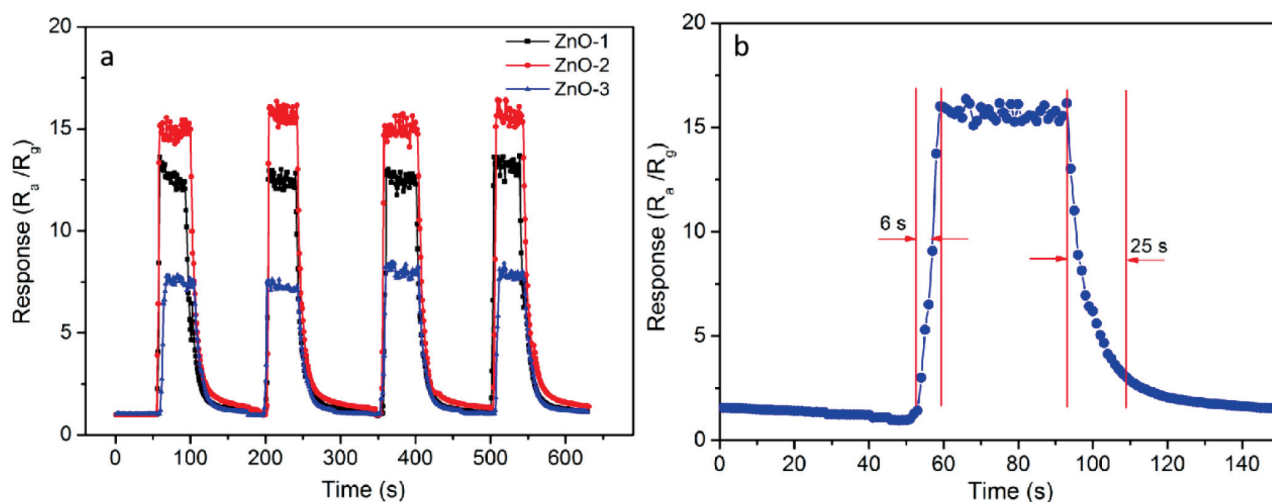 a
ZnO-1
ZnO-2
ZnO-3
Response (Ra /Rg)
20
15
10
5
0
0 100 200 300 400 500 600
Time (s)
b
6 s
25 s
Response (Ra /Rg)
20
15
10
5
0
0 20 40 60 80 100 120 140
Time (s)